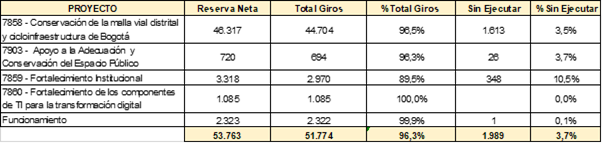 PROYECTO Reserva Neta Total Giros %Total Giros Sin Ejecutar % Sin Ejecutar
7858 - Conservación de la malla vial distrital
y cicloinfraestructura de Bogotá 46.317 44.704 96,5% 1.613 3,5%
7903 - Apoyo a la Adecuación y
Conservación del Espacio Público 720 694 96,3% 26 3,7%
7859 - Fortalecimiento Institucional 3.318 2.970 89,5% 348 10,5%
7860 - Fortalecimiento de los componentes
de TI para la transformación digital 1.085 1.085 100,0% 0,0%
Funcionamiento 2.323 2.322 99,9% 1 0,1%
53.763 51.774 96,3% 1.989 3,7%